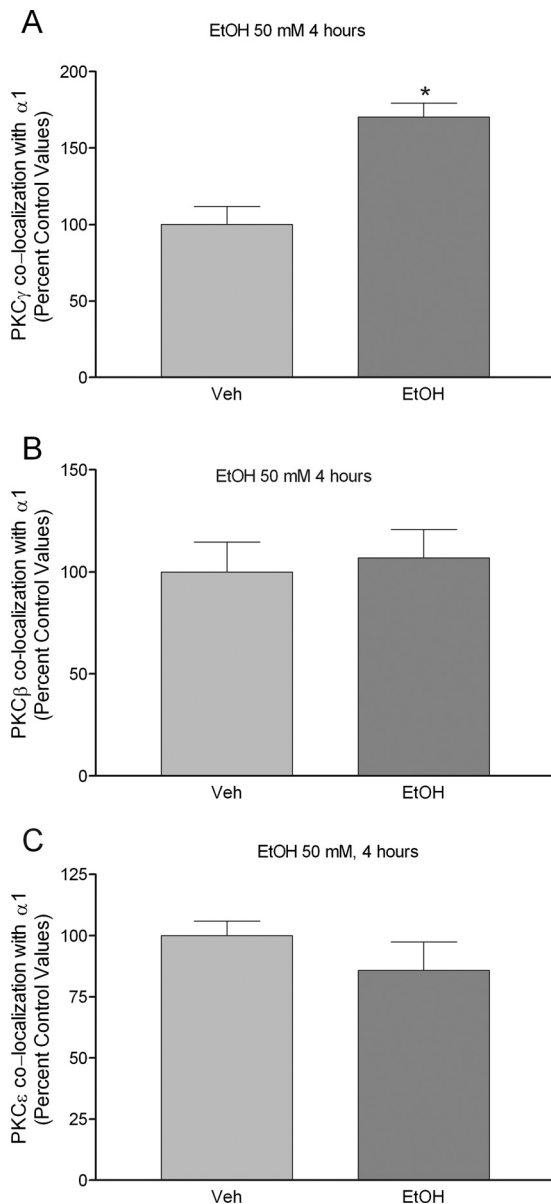 A
EtOH 50 mM 4 hours
PKCγ co–localization with α1
(Percent Control Values)
200
150
100
50
0
*
Veh
EtOH
B
EtOH 50 mM 4 hours
PKCβ co-localization with α1
(Percent Control Values)
150
100
50
0
Veh
EtOH
C
EtOH 50 mM, 4 hours
PKCε co–localization with α1
(Percent Control Values)
125
100
75
50
25
0
Veh
EtOH